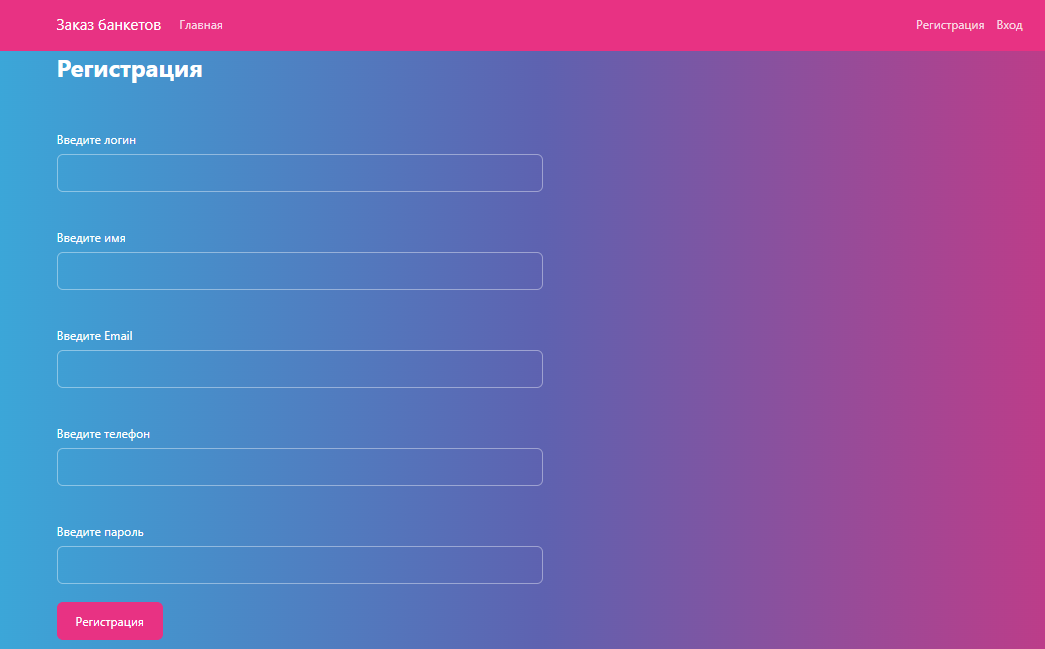 Заказ банкетов Главная Регистрация Вход
Регистрация
Введите логин
Введите имя
Введите Email
Введите телефон
Введите пароль
Регистрация